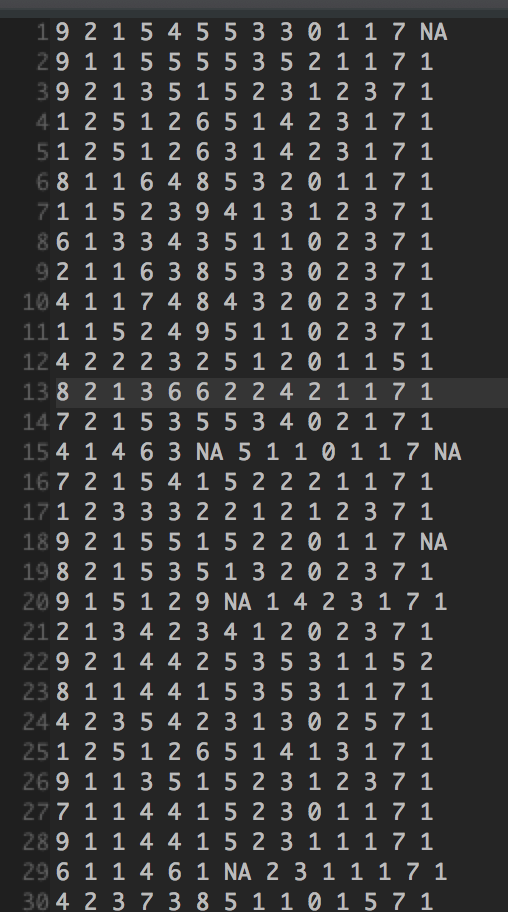 1 9 2 1 5 4 5 5 3 3 0 1 1 7 NA
2 9 1 1 5 5 5 5 3 5 2 1 1 7 1
3 9 2 1 3 5 1 5 2 3 1 2 3 7 1
4 1 2 5 1 2 6 5 1 4 2 3 1 7 1
5 1 2 5 1 2 6 3 1 4 2 3 1 7 1
6 8 1 1 6 4 8 5 3 2 0 1 1 7 1
7 1 1 5 2 3 9 4 1 3 1 2 3 7 1
8 6 1 3 3 4 3 5 1 1 0 2 3 7 1
9 2 1 1 6 3 8 5 3 3 0 2 3 7 1
10 4 1 1 7 4 8 4 3 2 0 2 3 7 1
11 1 1 5 2 4 9 5 1 1 0 2 3 7 1
12 4 2 2 2 3 2 5 1 2 0 1 1 5 1
13 8 2 1 3 6 6 2 2 4 2 1 1 7 1
14 7 2 1 5 3 5 5 3 4 0 2 1 7 1
15 4 1 4 6 3 NA 5 1 1 0 1 1 7 NA
16 7 2 1 5 4 1 5 2 2 2 1 1 7 1
17 1 2 3 3 3 2 2 1 2 1 2 3 7 1
18 9 2 1 5 5 1 5 2 2 0 1 1 7 NA
19 8 2 1 5 3 5 1 3 2 0 2 3 7 1
20 9 1 5 1 2 9 NA 1 4 2 3 1 7 1
21 2 1 3 4 2 3 4 1 2 0 2 3 7 1
22 9 2 1 4 4 2 5 3 5 3 1 1 5 2
23 8 1 1 4 4 1 5 3 5 3 1 1 7 1
24 4 2 3 5 4 2 3 1 3 0 2 5 7 1
25 1 2 5 1 2 6 5 1 4 1 3 1 7 1
26 9 1 1 3 5 1 5 2 3 1 2 3 7 1
27 7 1 1 4 4 1 5 2 3 0 1 1 7 1
28 9 1 1 4 4 1 5 2 3 1 1 1 7 1
29 6 1 1 4 6 1 NA 2 3 1 1 1 7 1
30 4 2 3 7 3 8 5 1 1 0 1 5 7 1